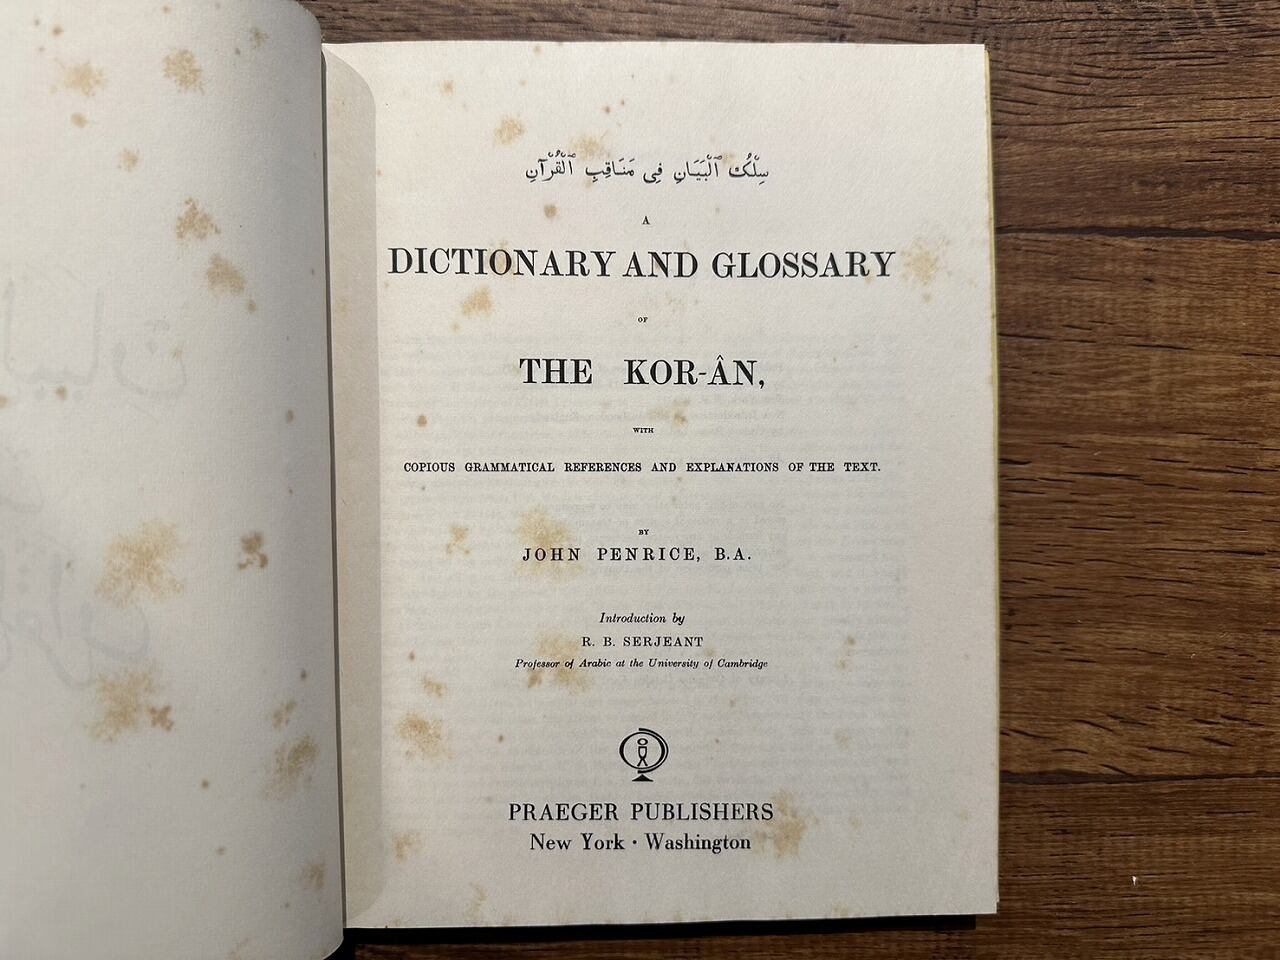 سِلْكُ ٱلْبَيَانِ فِى مَنَاقِبِ ٱلْقُرْآنِ
A
DICTIONARY AND GLOSSARY
OF
THE KOR-ÂN,
WITH
COPIOUS GRAMMATICAL REFERENCES AND EXPLANATIONS OF THE TEXT.
BY
JOHN PENRICE, B.A.
Introduction by
R. B. SERJEANT
Professor of Arabic at the University of Cambridge
PRAEGER PUBLISHERS
New York · Washington